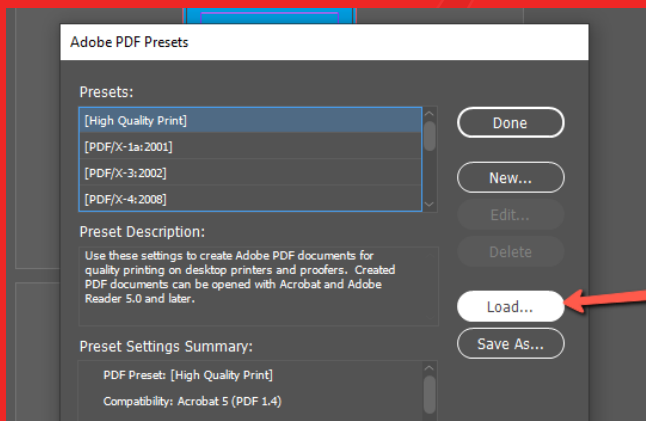 Adobe PDF Presets
Presets:
[High Quality Print]
[PDF/X-1a:2001]
[PDF/X-3:2002]
[PDF/X-4:2008]
Done
New...
Edit...
Delete
Preset Description:
Use these settings to create Adobe PDF documents for
quality printing on desktop printers and proofers. Created
PDF documents can be opened with Acrobat and Adobe
Reader 5.0 and later.
Load...
Save As...
Preset Settings Summary:
PDF Preset: [High Quality Print]
Compatibility: Acrobat 5 (PDF 1.4)